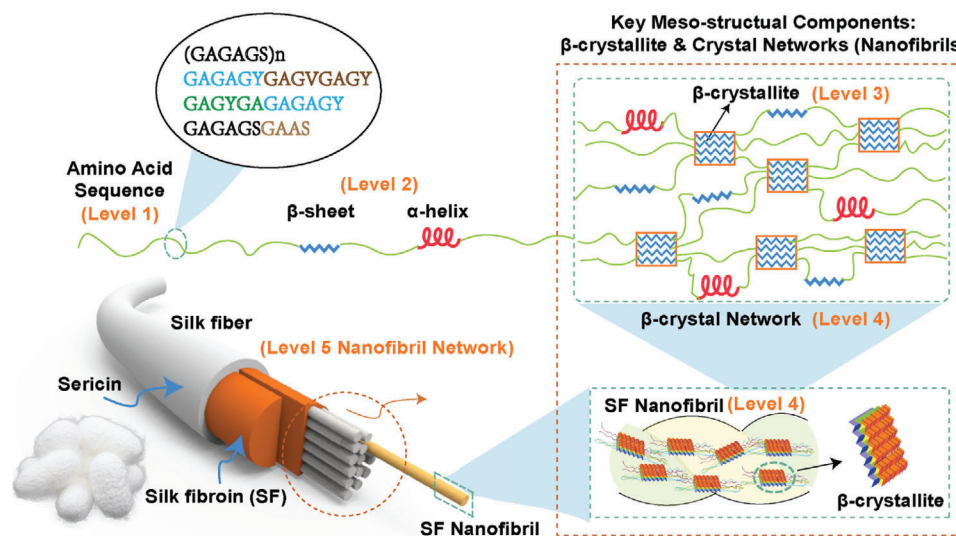 Key Meso-structual Components:
β-crystallite & Crystal Networks (Nanofibrils)
(GAGAGS)n
GAGAGYGAGVGAGY
GAGYGAGAGAGY
GAGAGSGAAS
Amino Acid
Sequence
(Level 1)
(Level 2)
β-sheet
α-helix
β-crystallite (Level 3)
β-crystal Network (Level 4)
Silk fiber
(Level 5 Nanofibril Network)
Sericin
Silk fibroin (SF)
SF Nanofibril
SF Nanofibril (Level 4)
β-crystallite